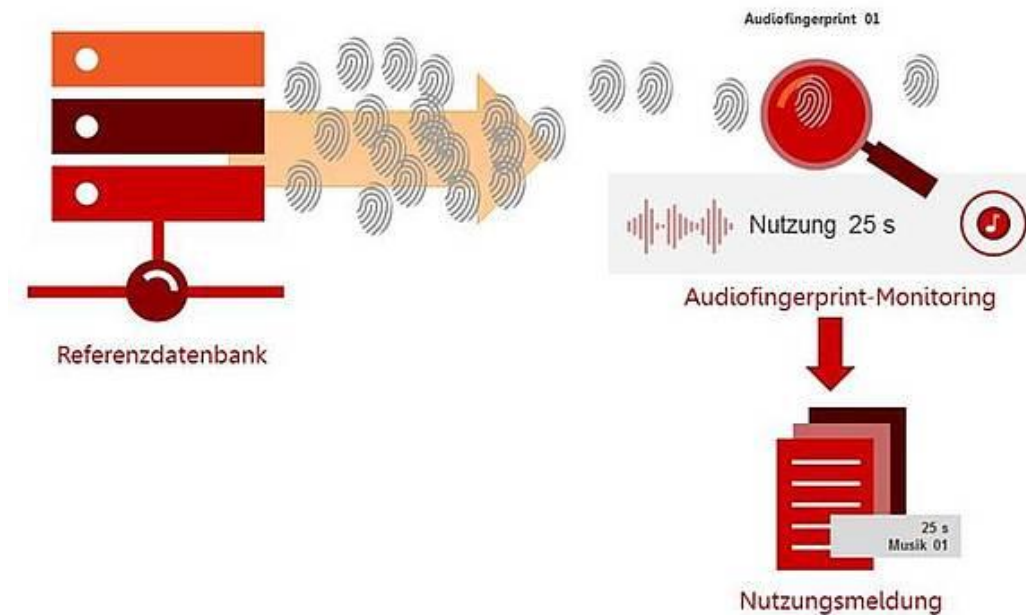 Audiofingerprint 01
Nutzung 25 s
Audiofingerprint-Monitoring
Referenzdatenbank
25 s
Musik 01
Nutzungsmeldung